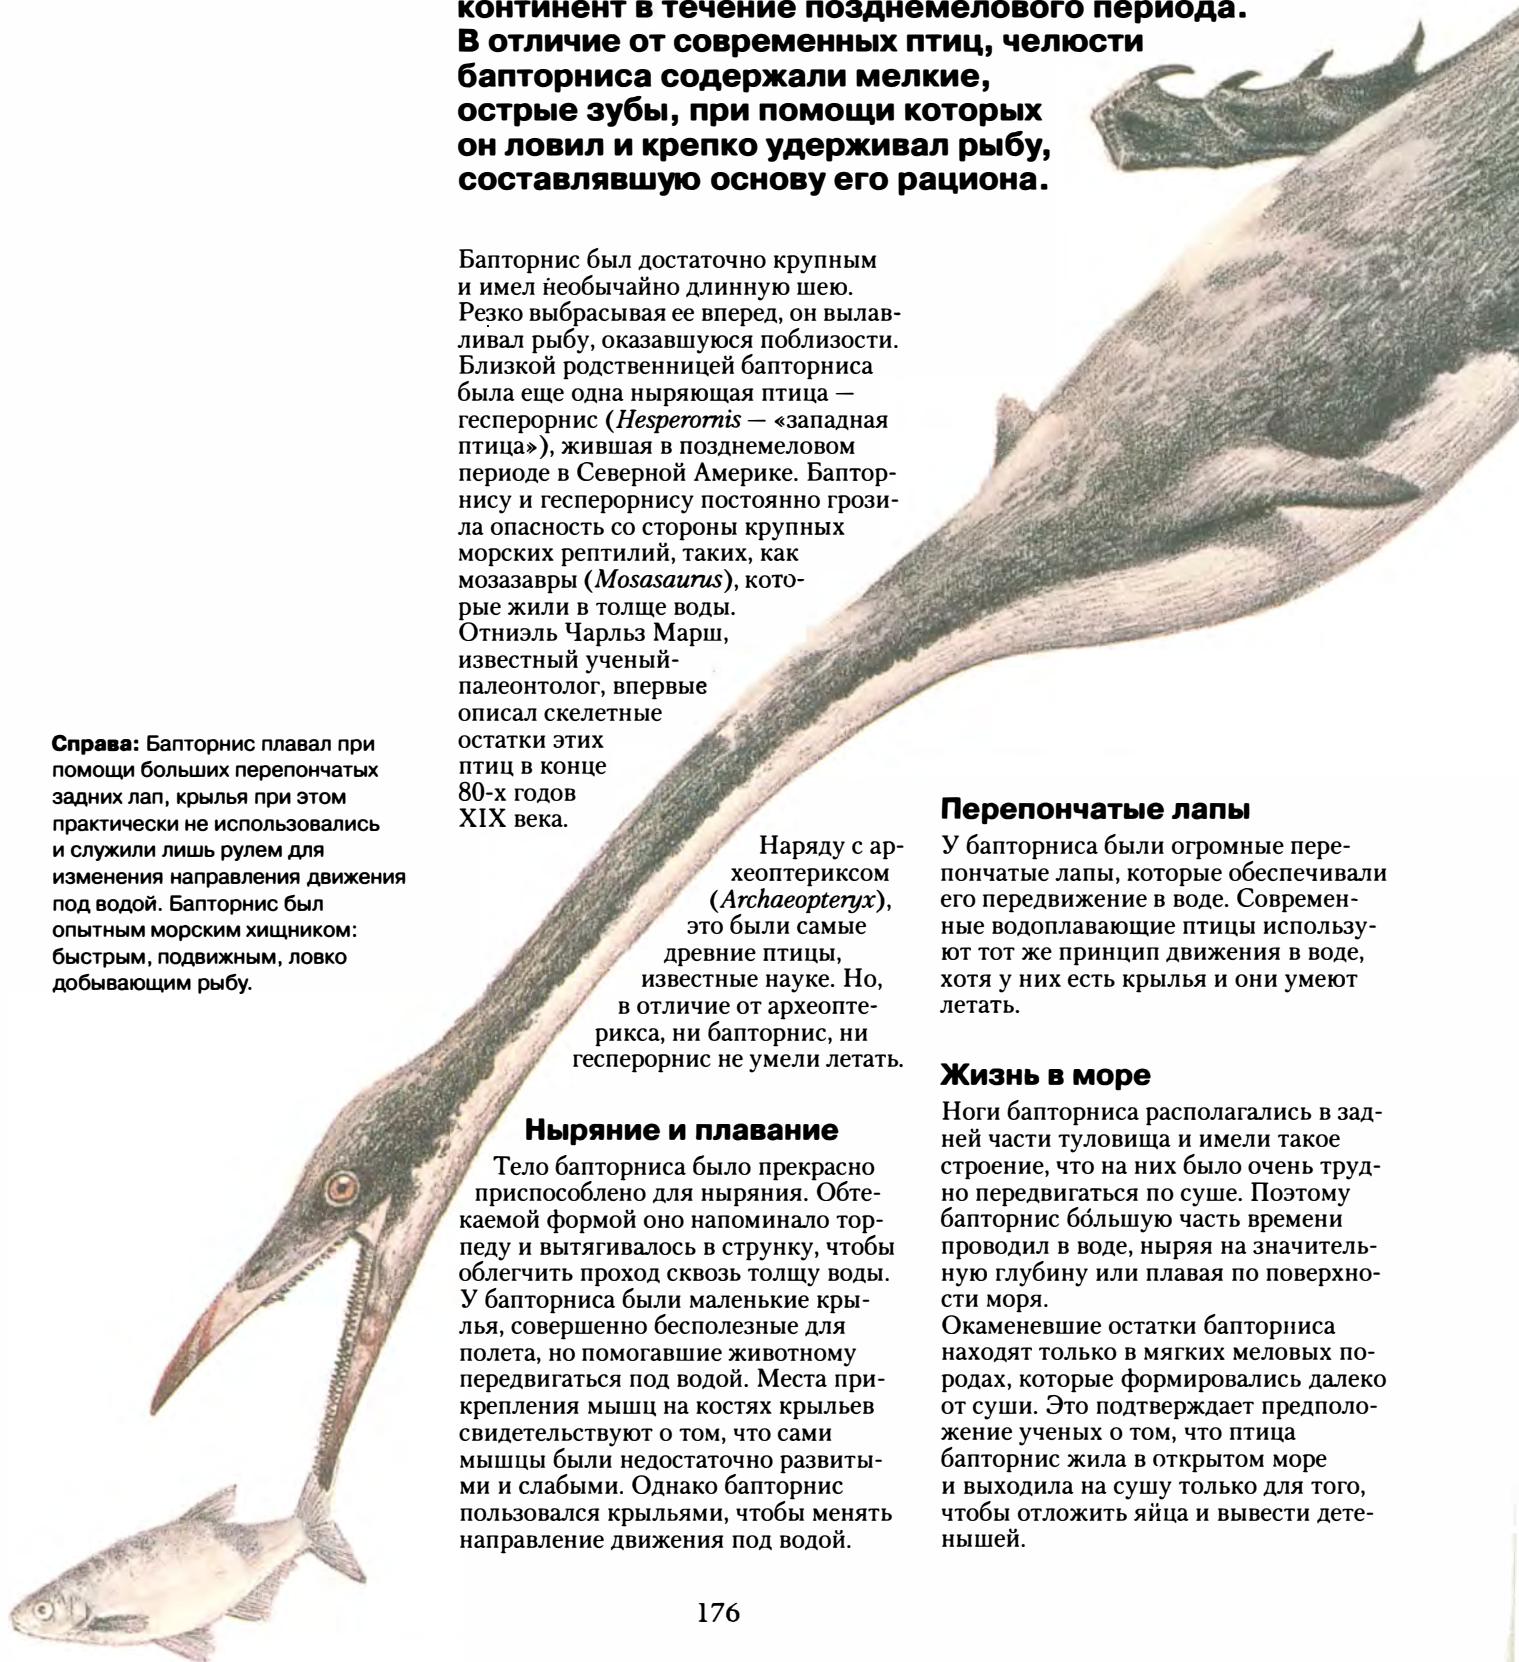 континент в течение позднемелового периода.
В отличие от современных птиц, челюсти
бапторниса содержали мелкие,
острые зубы, при помощи которых
он ловил и крепко удерживал рыбу,
составлявшую основу его рациона.
Бапторнис был достаточно крупным
и имел необычайно длинную шею.
Резко выбрасывая ее вперед, он вылав-
ливал рыбу, оказавшуюся поблизости.
Близкой родственницей бапторниса
была еще одна ныряющая птица —
гесперорнис (Hesperornis — «западная
птица»), жившая в позднемеловом
периоде в Северной Америке. Баптор-
нису и гесперорнису постоянно грози-
ла опасность со стороны крупных
морских рептилий, таких, как
мозазавры (Mosasaurus), кото-
рые жили в толще воды.
Отниэль Чарльз Марш,
известный ученый-
палеонтолог, впервые
описал скелетные
остатки этих
птиц в конце
80-х годов
XIX века.
Наряду с ар-
хеоптериксом
(Archaeopteryx),
это были самые
древние птицы,
известные науке. Но,
в отличие от археопте-
рикса, ни бапторнис, ни
гесперорнис не умели летать.
Справа: Бапторнис плавал при
помощи больших перепончатых
задних лап, крылья при этом
практически не использовались
и служили лишь рулем для
изменения направления движения
под водой. Бапторнис был
опытным морским хищником:
быстрым, подвижным, ловко
добывающим рыбу.
Ныряние и плавание
Тело бапторниса было прекрасно
приспособлено для ныряния. Обте-
каемой формой оно напоминало тор-
педу и вытягивалось в струнку, чтобы
облегчить проход сквозь толщу воды.
У бапторниса были маленькие кры-
лья, совершенно бесполезные для
полета, но помогавшие животному
передвигаться под водой. Места при-
крепления мышц на костях крыльев
свидетельствуют о том, что сами
мышцы были недостаточно развиты-
ми и слабыми. Однако бапторнис
пользовался крыльями, чтобы менять
направление движения под водой.
Перепончатые лапы
У бапторниса были огромные пере-
пончатые лапы, которые обеспечивали
его передвижение в воде. Современ-
ные водоплавающие птицы использу-
ют тот же принцип движения в воде,
хотя у них есть крылья и они умеют
летать.
Жизнь в море
Ноги бапторниса располагались в зад-
ней части туловища и имели такое
строение, что на них было очень труд-
но передвигаться по суше. Поэтому
бапторнис бо́льшую часть времени
проводил в воде, ныряя на значитель-
ную глубину или плавая по поверхно-
сти моря.
Окаменевшие остатки бапторниса
находят только в мягких меловых по-
родах, которые формировались далеко
от суши. Это подтверждает предполо-
жение ученых о том, что птица
бапторнис жила в открытом море
и выходила на сушу только для того,
чтобы отложить яйца и вывести дете-
нышей.
176